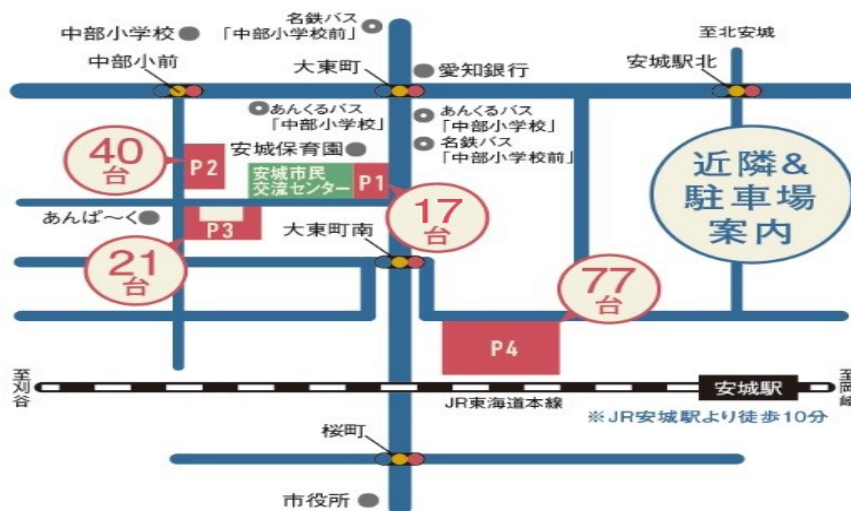 名鉄バス
「中部小学校前」
中部小学校
至北安城
中部小前
大東町
愛知銀行
安城駅北
あんくるバス
「中部小学校」
あんくるバス
「中部小学校」
名鉄バス
「中部小学校前」
40
台
P2
安城保育園
安城市民
交流センター
P1
近隣&
駐車場
案内
17
台
あんぱ〜く
P3
大東町南
21
台
77
台
P4
至刈谷
安城駅
至岡崎
JR東海道本線
※JR安城駅より徒歩10分
桜町
市役所